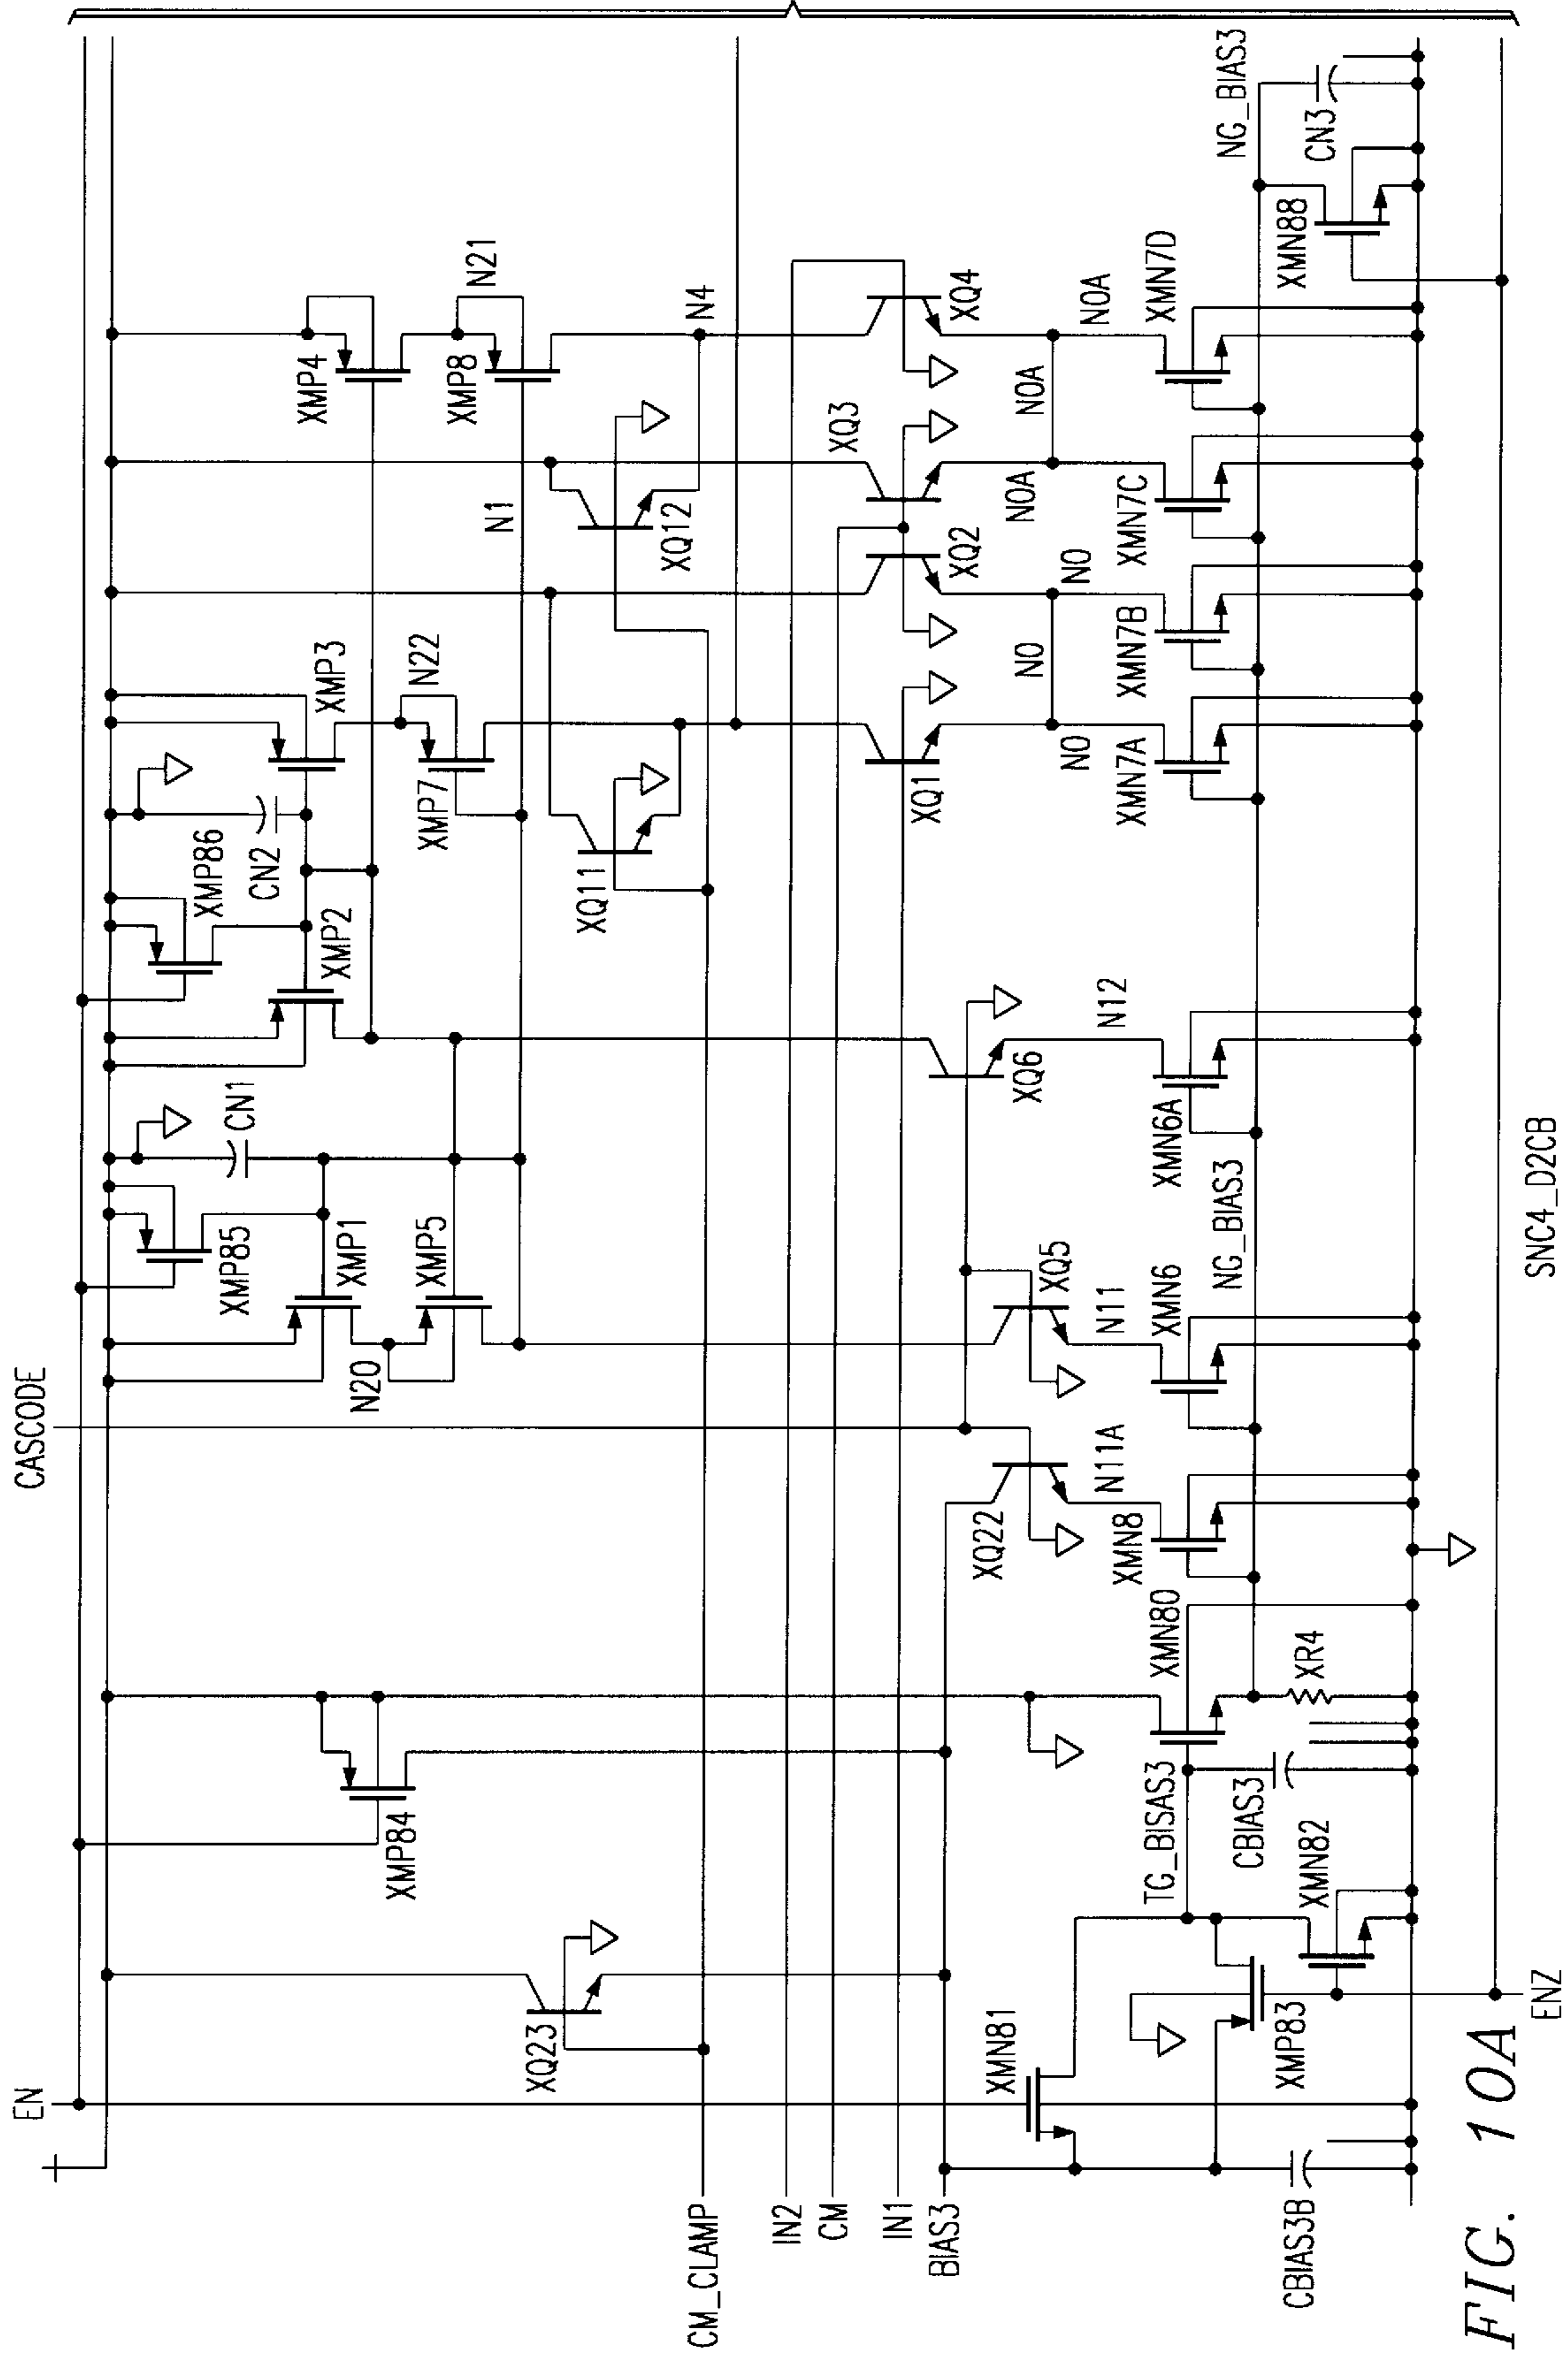 CASCODE
EN
XMP85
CN1
XMP86
CN2
XMP3
XMP4
XMP1
XMP2
N22
N21
N20
XMP5
XMP7
XMP8
XMP84
N1
N4
XQ23
XQ11
XQ12
CM_CLAMP
IN2
CM
IN1
BIAS3
XQ1
XQ2
XQ3
XQ4
XQ22
XQ5
XQ6
N11A
N11
N12
N0
N0
N0
N0A
N0A
N0A
XMN81
TG_BISAS3
XMN80
XMN8
XMN6
XMN6A
XMN7A
XMN7B
XMN7C
XMN7D
NG_BIAS3
NG_BIAS3
XMP83
XMN82
CBIAS3
XR4
XMN88
CN3
CBIAS3B
ENZ
SNC4_D2CB
FIG. 10A